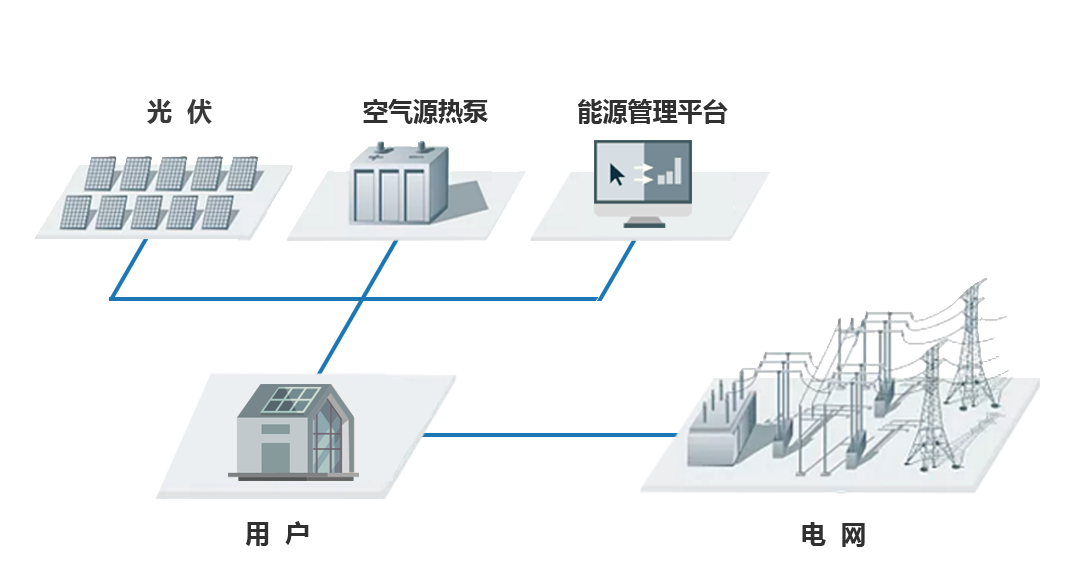 光 伏
空气源热泵
能源管理平台
用 户
电 网